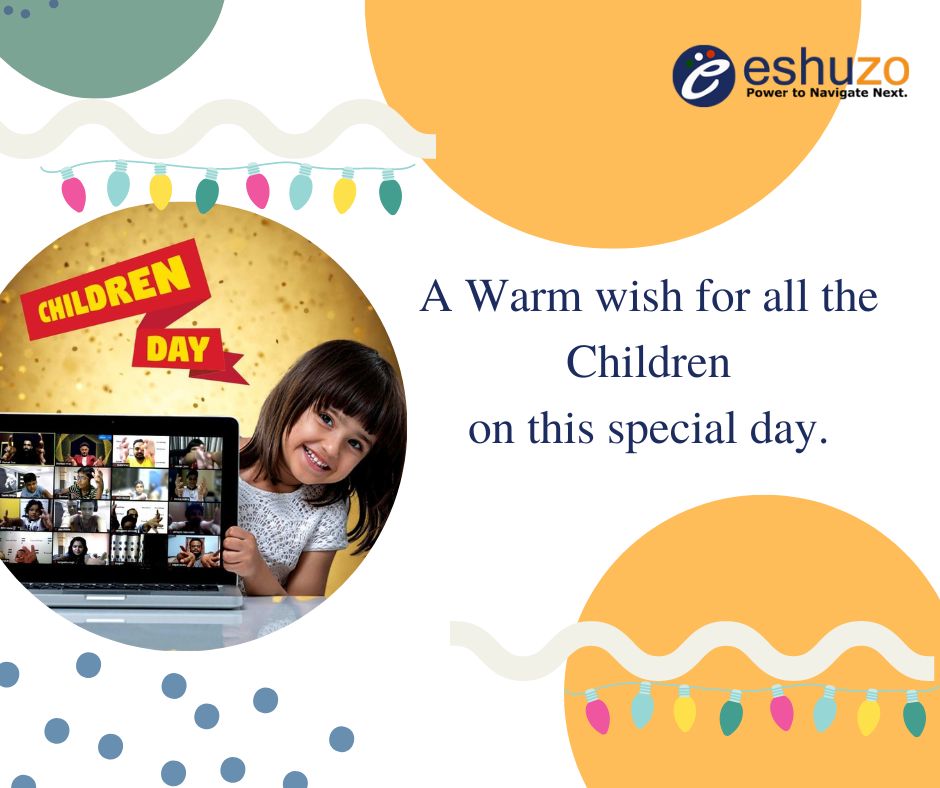 eshuzo
Power to Navigate Next.
CHILDREN
DAY
A Warm wish for all the
Children
on this special day.